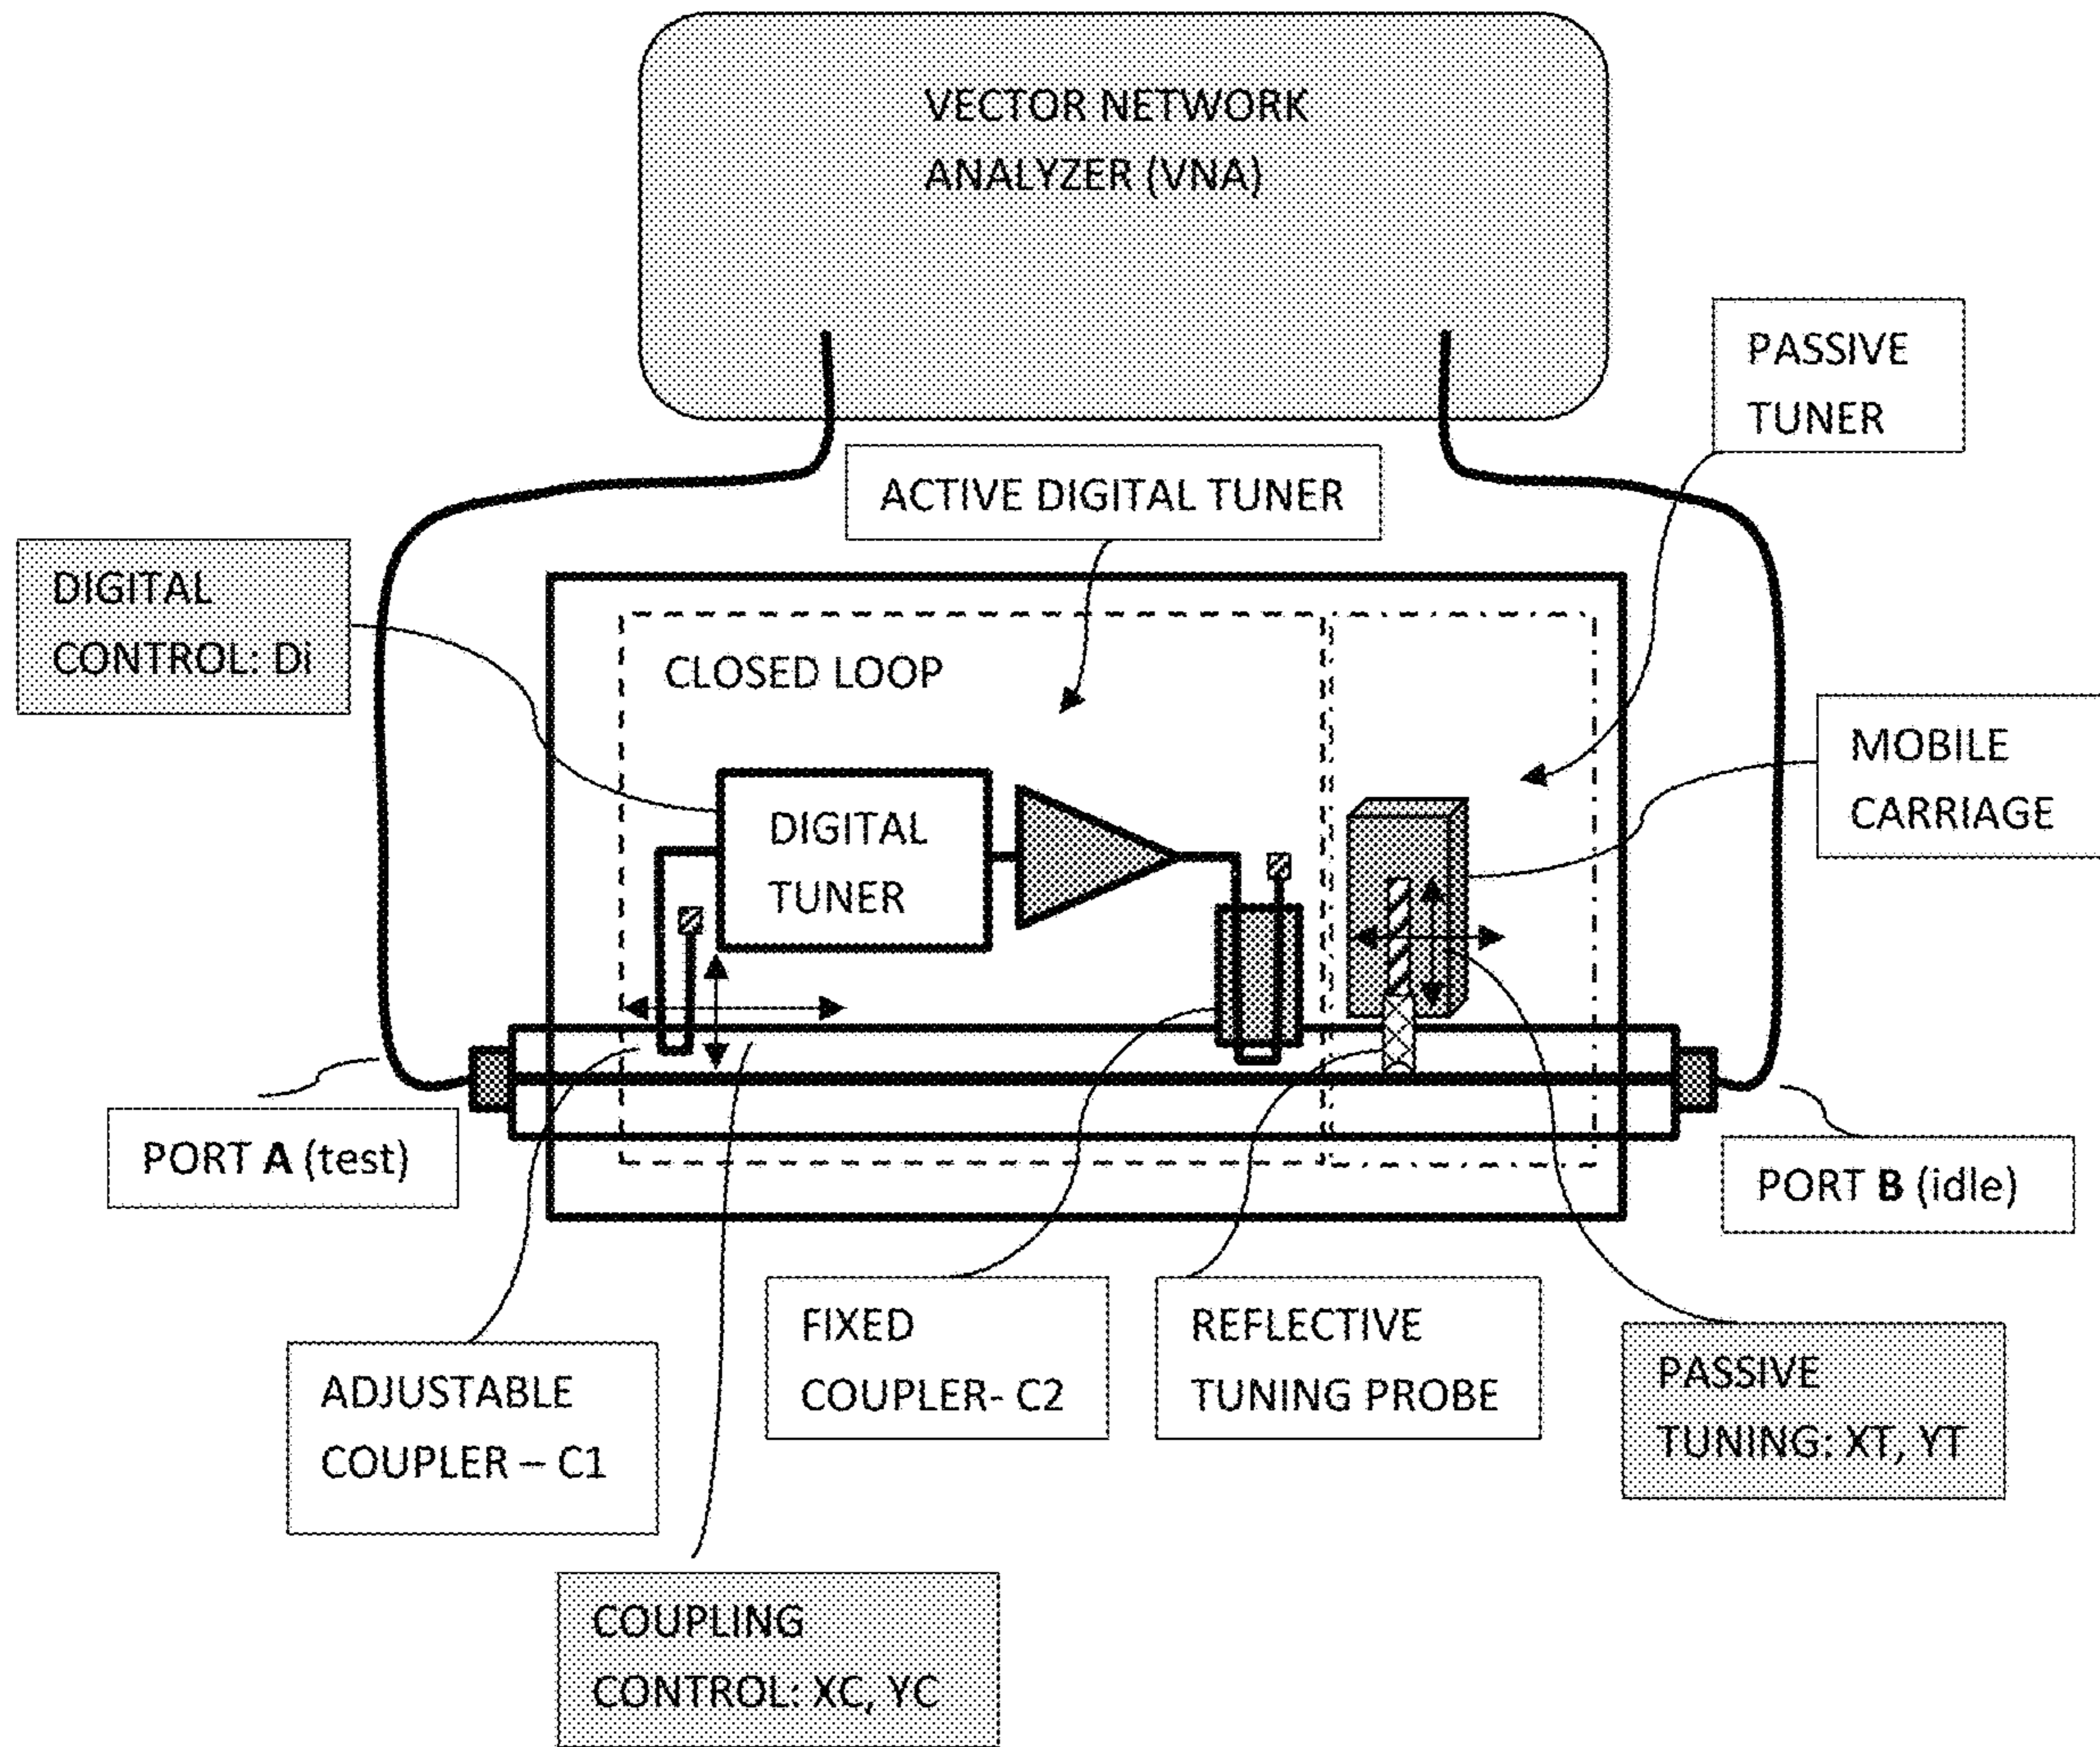 VECTOR NETWORK
ANALYZER (VNA)
PASSIVE
TUNER
ACTIVE DIGITAL TUNER
DIGITAL
CONTROL: Di
CLOSED LOOP
MOBILE
CARRIAGE
DIGITAL
TUNER
PORT A (test)
PORT B (idle)
FIXED
COUPLER- C2
REFLECTIVE
TUNING PROBE
PASSIVE
TUNING: XT, YT
ADJUSTABLE
COUPLER – C1
COUPLING
CONTROL: XC, YC